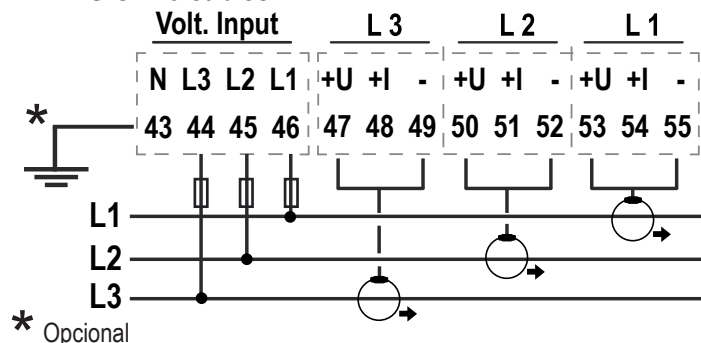 Volt. Input L 3 L 2 L 1
N L3 L2 L1 +U +I - +U +I - +U +I -
* 43 44 45 46 47 48 49 50 51 52 53 54 55
L1
L2
L3
* Opcional